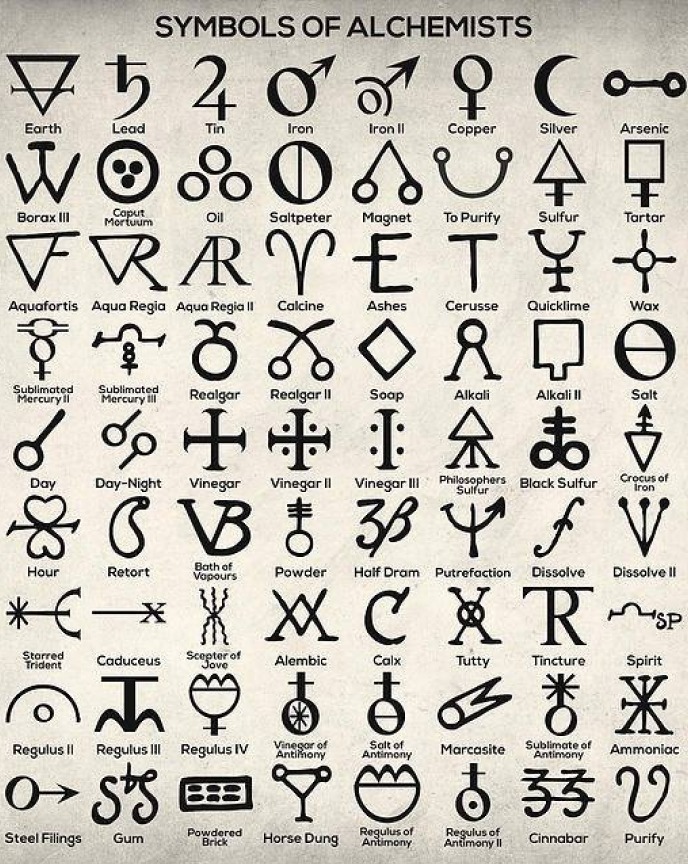 SYMBOLS OF ALCHEMISTS
Earth Lead Tin Iron Iron II Copper Silver Arsenic
Borax III Caput Mortuum Oil Saltpeter Magnet To Purify Sulfur Tartar
Aquafortis Aqua Regia Aqua Regia II Calcine Ashes Cerusse Quicklime Wax
Sublimated Mercury II Sublimated Mercury III Realgar Realgar II Soap Alkali Alkali II Salt
Day Day-Night Vinegar Vinegar II Vinegar III Philosophers Sulfur Black Sulfur Crocus of Iron
Hour Retort Bath of Vapours Powder Half Dram Putrefaction Dissolve Dissolve II
Starred Trident Caduceus Scepter of Jove Alembic Calx Tutty Tincture Spirit
Regulus II Regulus III Regulus IV Vinegar of Antimony Salt of Antimony Marcasite Sublimate of Antimony Ammoniac
Steel Filings Gum Powdered Brick Horse Dung Regulus of Antimony Regulus of Antimony II Cinnabar Purify